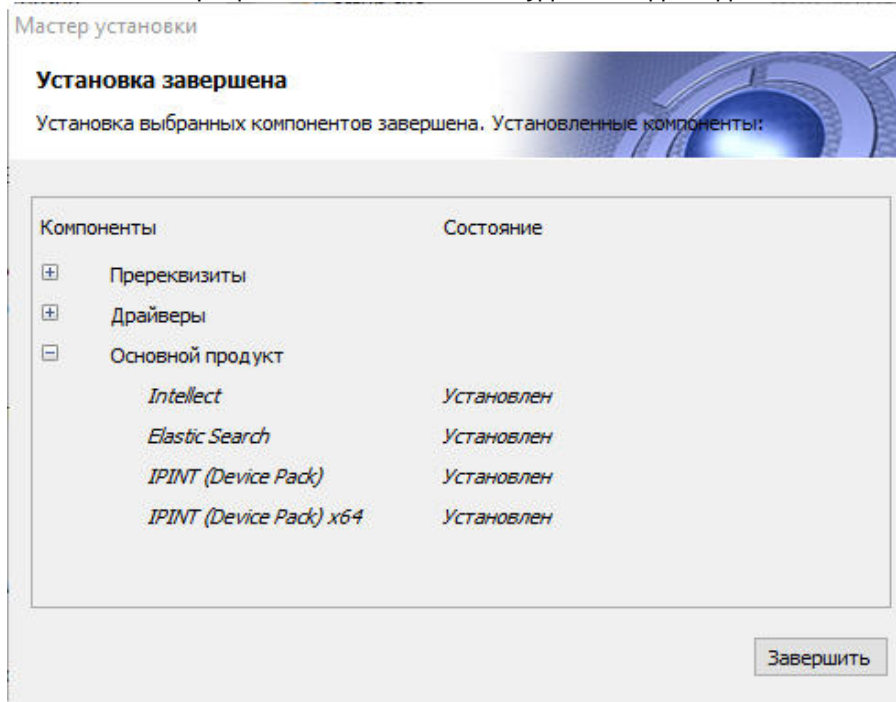 Мастер установки
Установка завершена
Установка выбранных компонентов завершена. Установленные компоненты:
Компоненты Состояние
Пререквизиты
Драйверы
Основной продукт
Intellect Установлен
Elastic Search Установлен
IPINT (Device Pack) Установлен
IPINT (Device Pack) x64 Установлен
Завершить